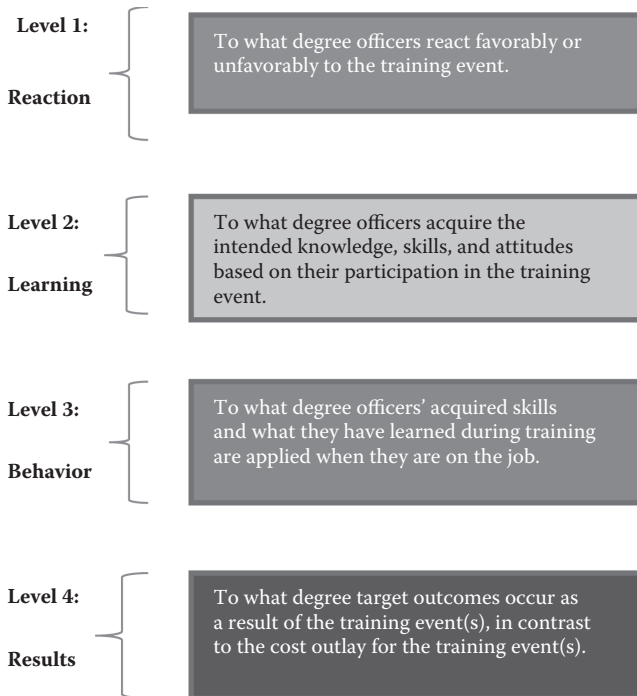 Level 1:
Reaction
To what degree officers react favorably or
unfavorably to the training event.
Level 2:
Learning
To what degree officers acquire the
intended knowledge, skills, and attitudes
based on their participation in the training
event.
Level 3:
Behavior
To what degree officers’ acquired skills
and what they have learned during training
are applied when they are on the job.
Level 4:
Results
To what degree target outcomes occur as
a result of the training event(s), in contrast
to the cost outlay for the training event(s).